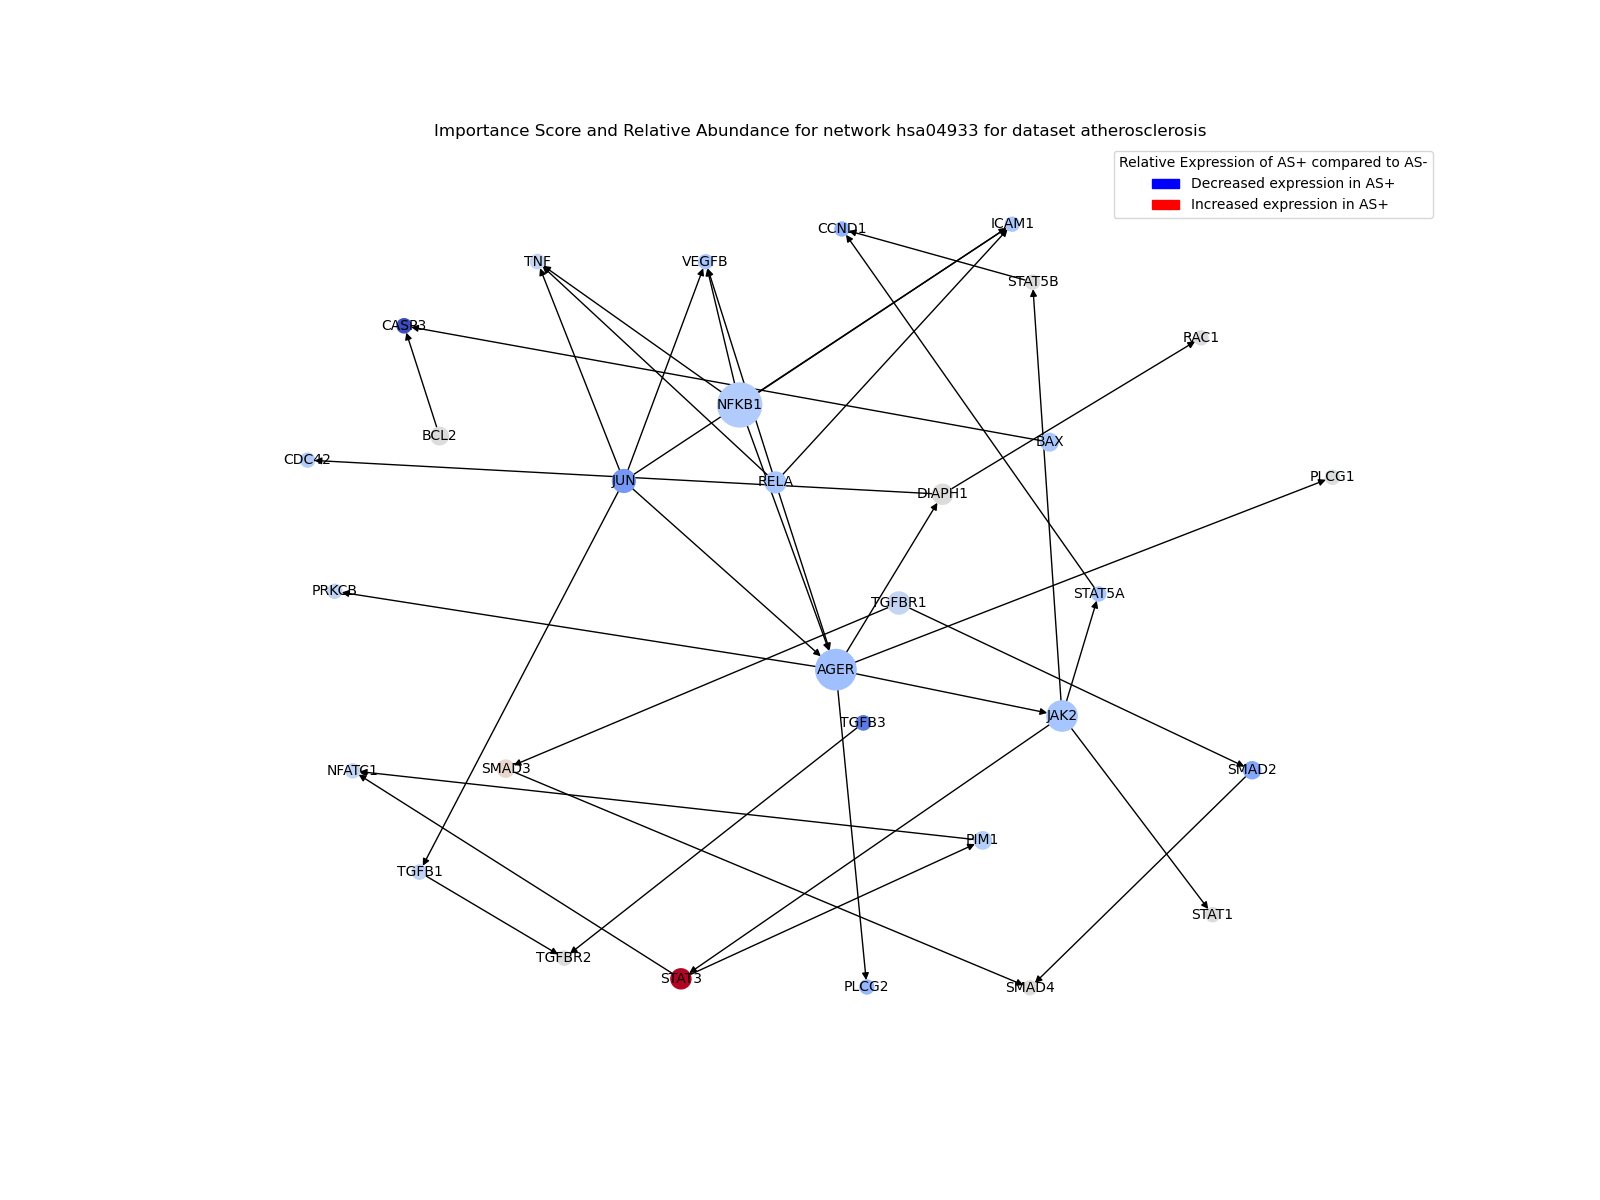 Importance Score and Relative Abundance for network hsa04933 for dataset atherosclerosis
Relative Expression of AS+ compared to AS-
Decreased expression in AS+
Increased expression in AS+
CCND1
ICAM1
TNF
VEGFB
STAT5B
CASP3
RAC1
NFKB1
BCL2
BAX
CDC42
JUN
RELA
DIAPH1
PLCG1
PRKCB
TGFBR1
STAT5A
AGER
TGFB3
JAK2
NFATC1
SMAD3
SMAD2
PIM1
TGFB1
STAT1
TGFBR2
STAT3
PLCG2
SMAD4